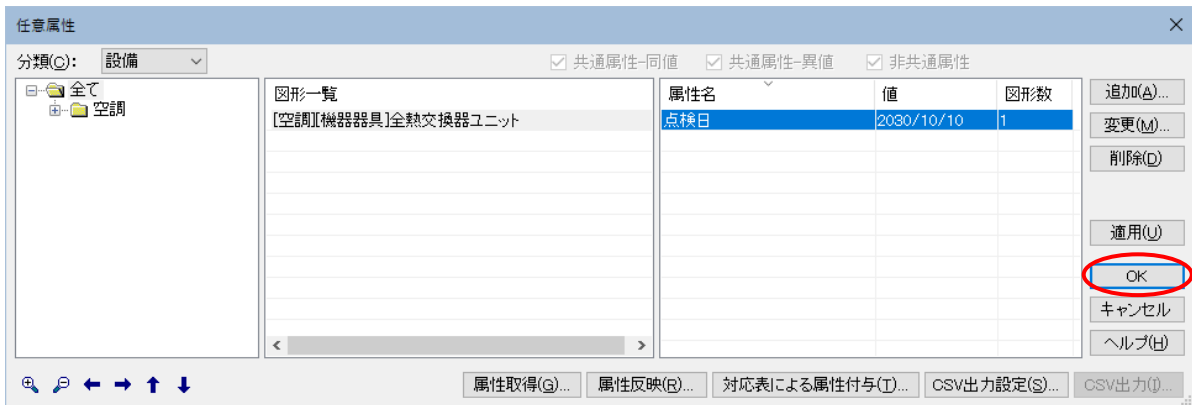 任意属性
分類(C): 設備 共通属性-同値 共通属性-異値 非共通属性
全て
空調
図形一覧
[空調][機器器具]全熱交換器ユニット
属性名 値 図形数
点検日 2030/10/10 1
追加(A)...
変更(M)...
削除(D)
適用(U)
OK
キャンセル
ヘルプ(H)
属性取得(G)... 属性反映(R)... 対応表による属性付与(T)... CSV出力設定(S)... CSV出力(I)...